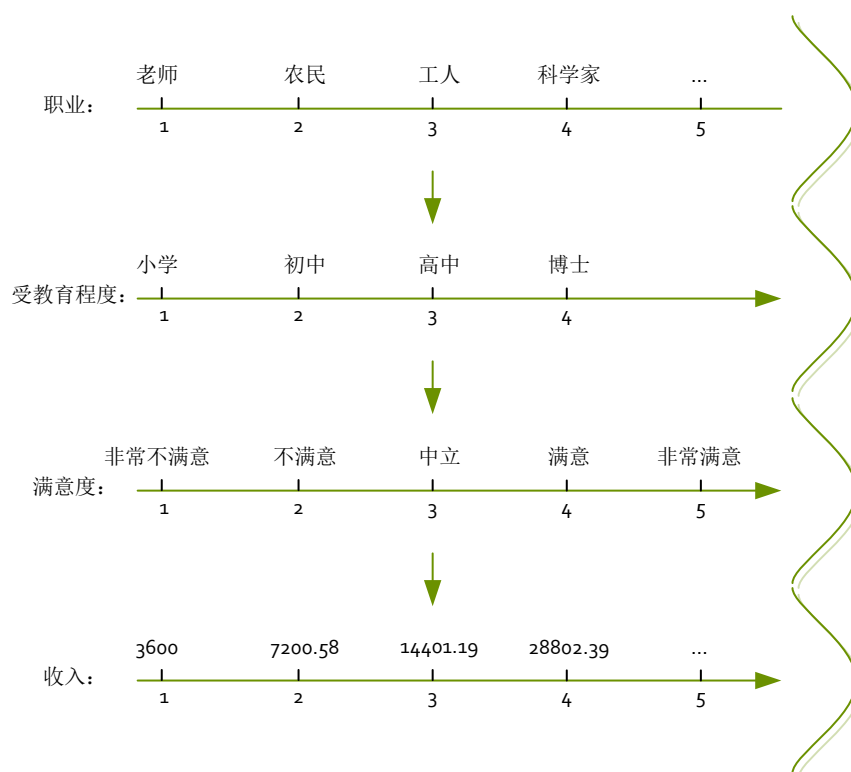 老师 农民 工人 科学家 ...
职业：
1 2 3 4 5
小学 初中 高中 博士
受教育程度：
1 2 3 4
非常不满意 不满意 中立 满意 非常满意
满意度：
1 2 3 4 5
3600 7200.58 14401.19 28802.39 ...
收入：
1 2 3 4 5